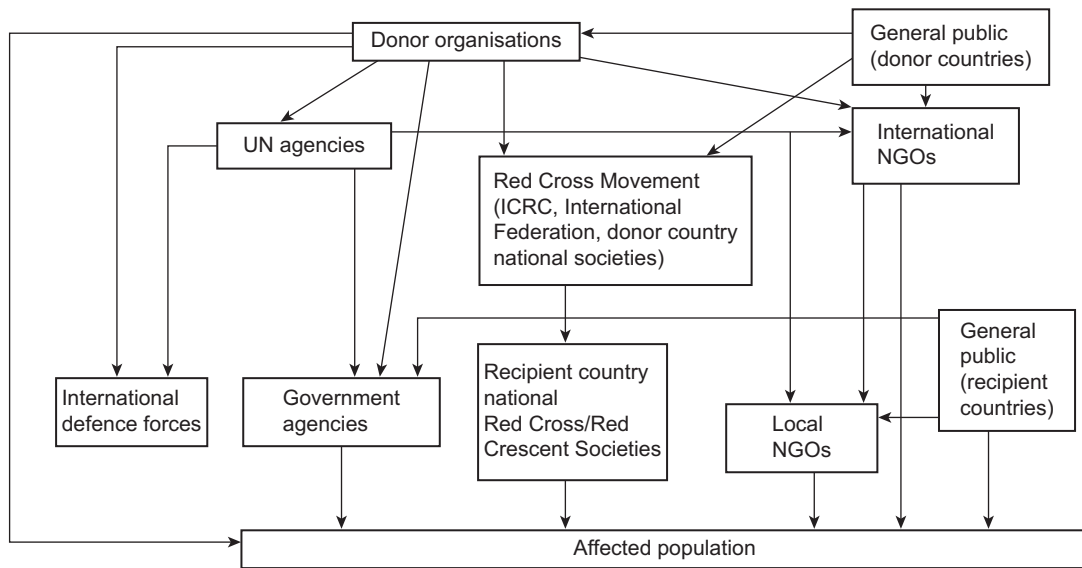 Donor organisations
General public
(donor countries)
UN agencies
International
NGOs
Red Cross Movement
(ICRC, International
Federation, donor country
national societies)
General
public
(recipient
countries)
International
defence forces
Government
agencies
Recipient country
national
Red Cross/Red
Crescent Societies
Local
NGOs
Affected population